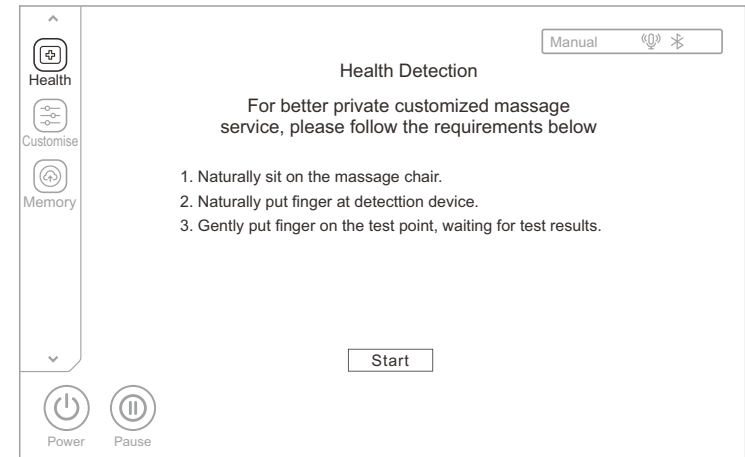 Manual
Health
Health Detection
For better private customized massage
service, please follow the requirements below
Customise
1. Naturally sit on the massage chair.
2. Naturally put finger at detecttion device.
3. Gently put finger on the test point, waiting for test results.
Memory
Start
Power
Pause